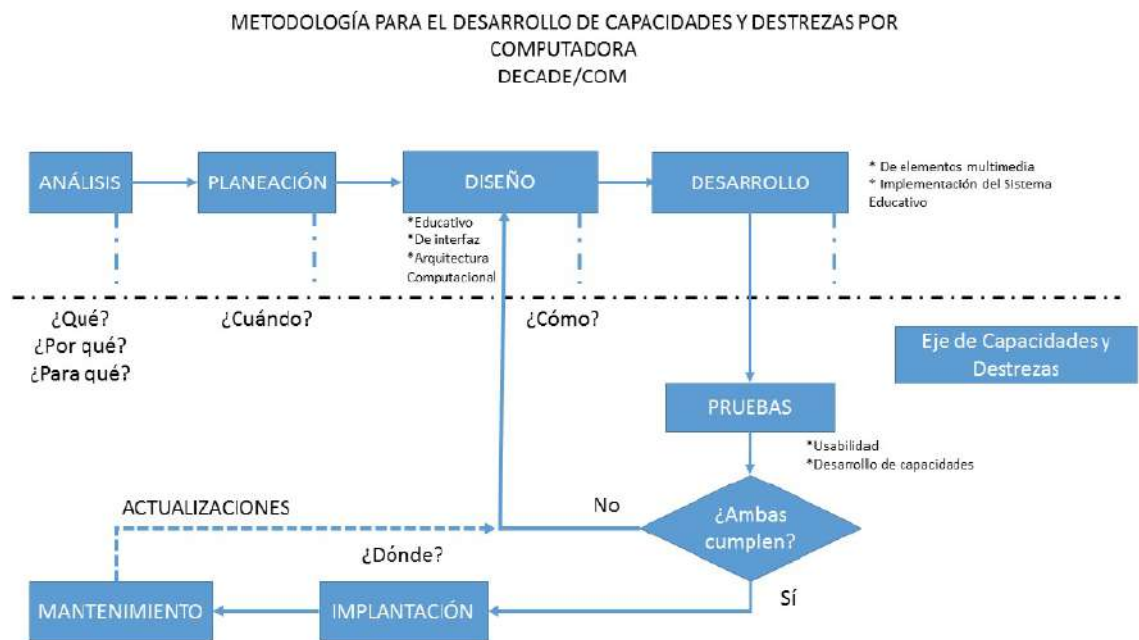 METODOLOGÍA PARA EL DESARROLLO DE CAPACIDADES Y DESTREZAS POR
COMPUTADORA
DECADE/COM
ANÁLISIS
PLANEACIÓN
DISEÑO
DESARROLLO
* De elementos multimedia
* Implementación del Sistema
Educativo
*Educativo
*De interfaz
*Arquitectura
Computacional
¿Qué?
¿Por qué?
¿Para qué?
¿Cuándo?
¿Cómo?
Eje de Capacidades y
Destrezas
PRUEBAS
*Usabilidad
*Desarrollo de capacidades
ACTUALIZACIONES
No
¿Ambas
cumplen?
¿Dónde?
Sí
MANTENIMIENTO
IMPLANTACIÓN